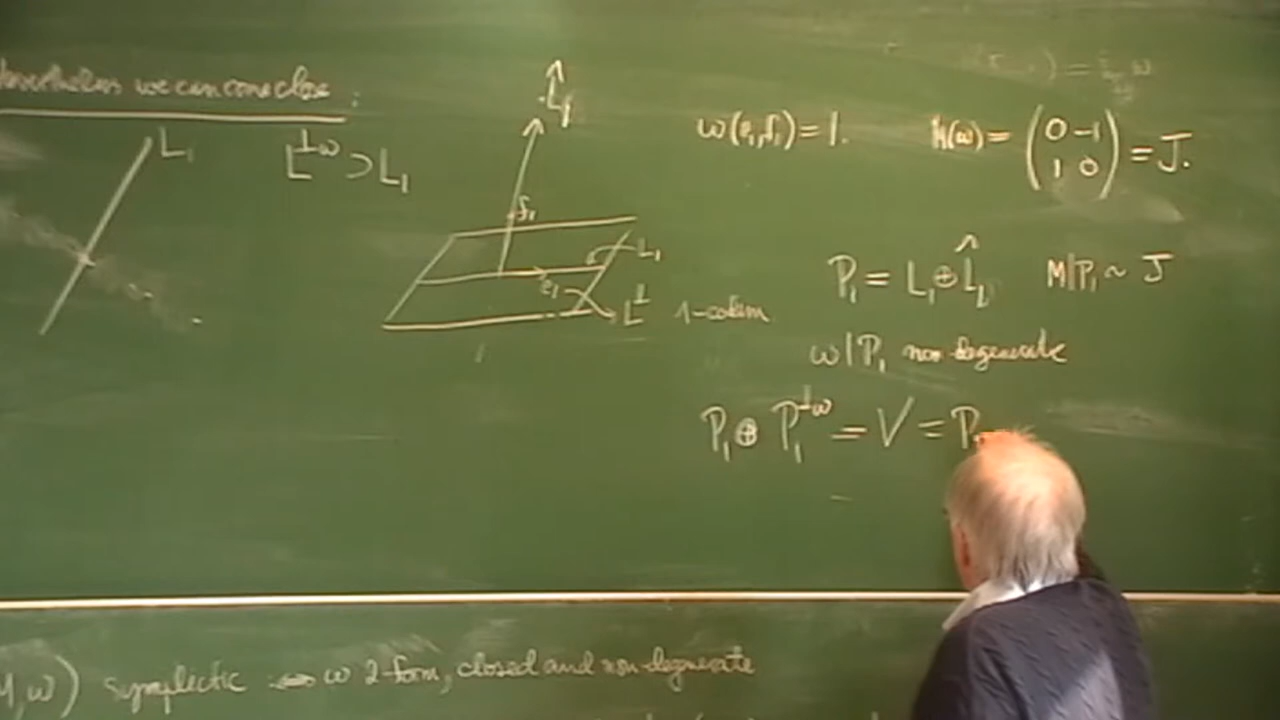 we can conclude :
L₁
L^⊥ω ⊃ L₁
L̂₁
f₁
e₁
L₁
L^⊥ 1-codim
ω(e₁,f₁) = 1.
M(ω) = (0 -1
1 0) = J.
P₁ = L₁ ⊕ L̂₁
M|P₁ ~ J
ω|P₁ non-degenerate
P₁ ⊕ P₁^⊥ω = V = P
,ω) symplectic ⟺ ω 2-form, closed and non-degenerate